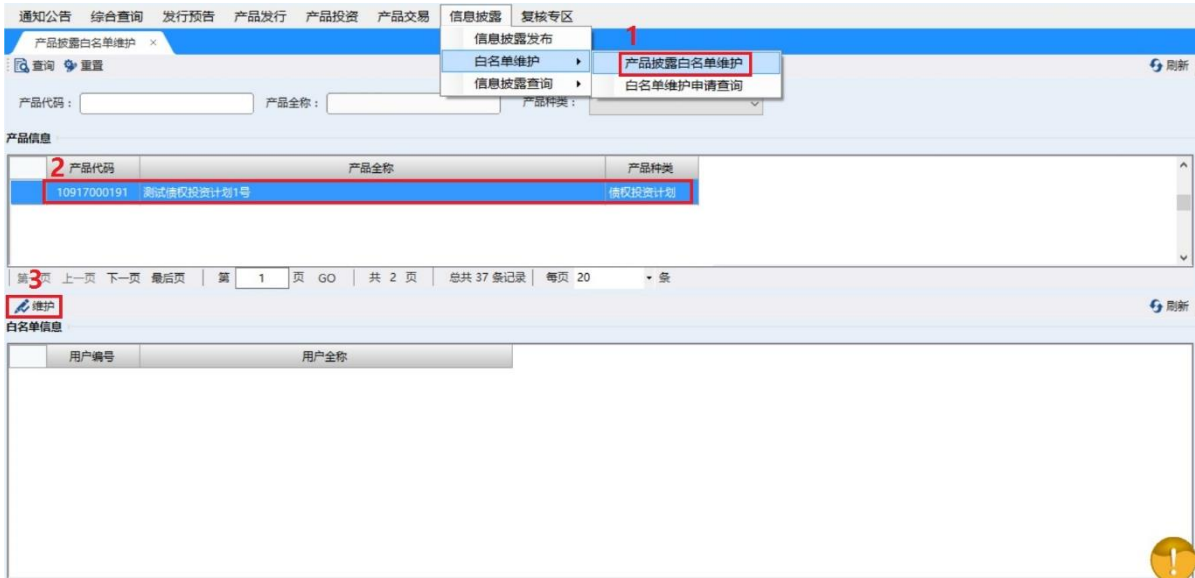 通知公告 综合查询 发行预告 产品发行 产品投资 产品交易 信息披露 复核专区
信息披露发布
1
产品披露白名单维护 ×
白名单维护
产品披露白名单维护
查询 重置
刷新
信息披露查询
白名单维护申请查询
产品代码： 产品全称： 产品种类：
产品信息
2 产品代码 产品全称 产品种类
10917000191 测试债权投资计划1号 债权投资计划
第 页 上一页 下一页 最后页 第 1 页 GO 共 2 页 总共 37 条记录 每页 20 条
3
维护
刷新
白名单信息
用户编号 用户全称